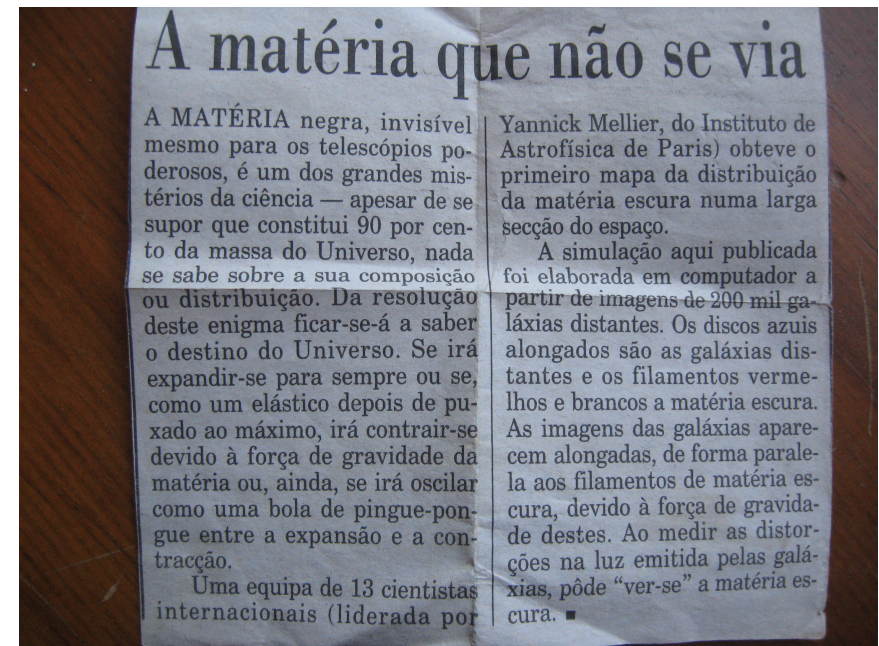 A matéria que não se via
A MATÉRIA negra, invisível
mesmo para os telescópios po-
derosos, é um dos grandes mis-
térios da ciência — apesar de se
supor que constitui 90 por cen-
to da massa do Universo, nada
se sabe sobre a sua composição
ou distribuição. Da resolução
deste enigma ficar-se-á a saber
o destino do Universo. Se irá
expandir-se para sempre ou se,
como um elástico depois de pu-
xado ao máximo, irá contrair-se
devido à força de gravidade da
matéria ou, ainda, se irá oscilar
como uma bola de pingue-pon-
gue entre a expansão e a con-
tracção.
Uma equipa de 13 cientistas
internacionais (liderada por
Yannick Mellier, do Instituto de
Astrofísica de Paris) obteve o
primeiro mapa da distribuição
da matéria escura numa larga
secção do espaço.
A simulação aqui publicada
foi elaborada em computador a
partir de imagens de 200 mil ga-
láxias distantes. Os discos azuis
alongados são as galáxias dis-
tantes e os filamentos verme-
lhos e brancos a matéria escura.
As imagens das galáxias apare-
cem alongadas, de forma parale-
la aos filamentos de matéria es-
cura, devido à força de gravida-
de destes. Ao medir as distor-
ções na luz emitida pelas galá-
xias, pôde “ver-se” a matéria es-
cura. ■